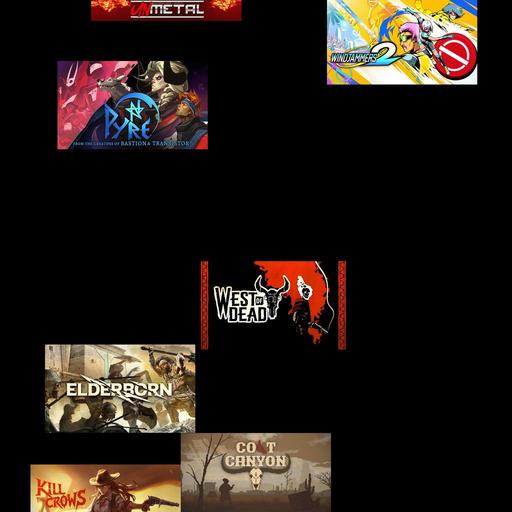 UNMETAL
WINDJAMMERS 2
PYRE
FROM THE CREATORS OF BASTION & TRANSISTOR
WEST OF
DEAD
ELDERBORN
COLT
CANYON
KILL
THE
CROWS